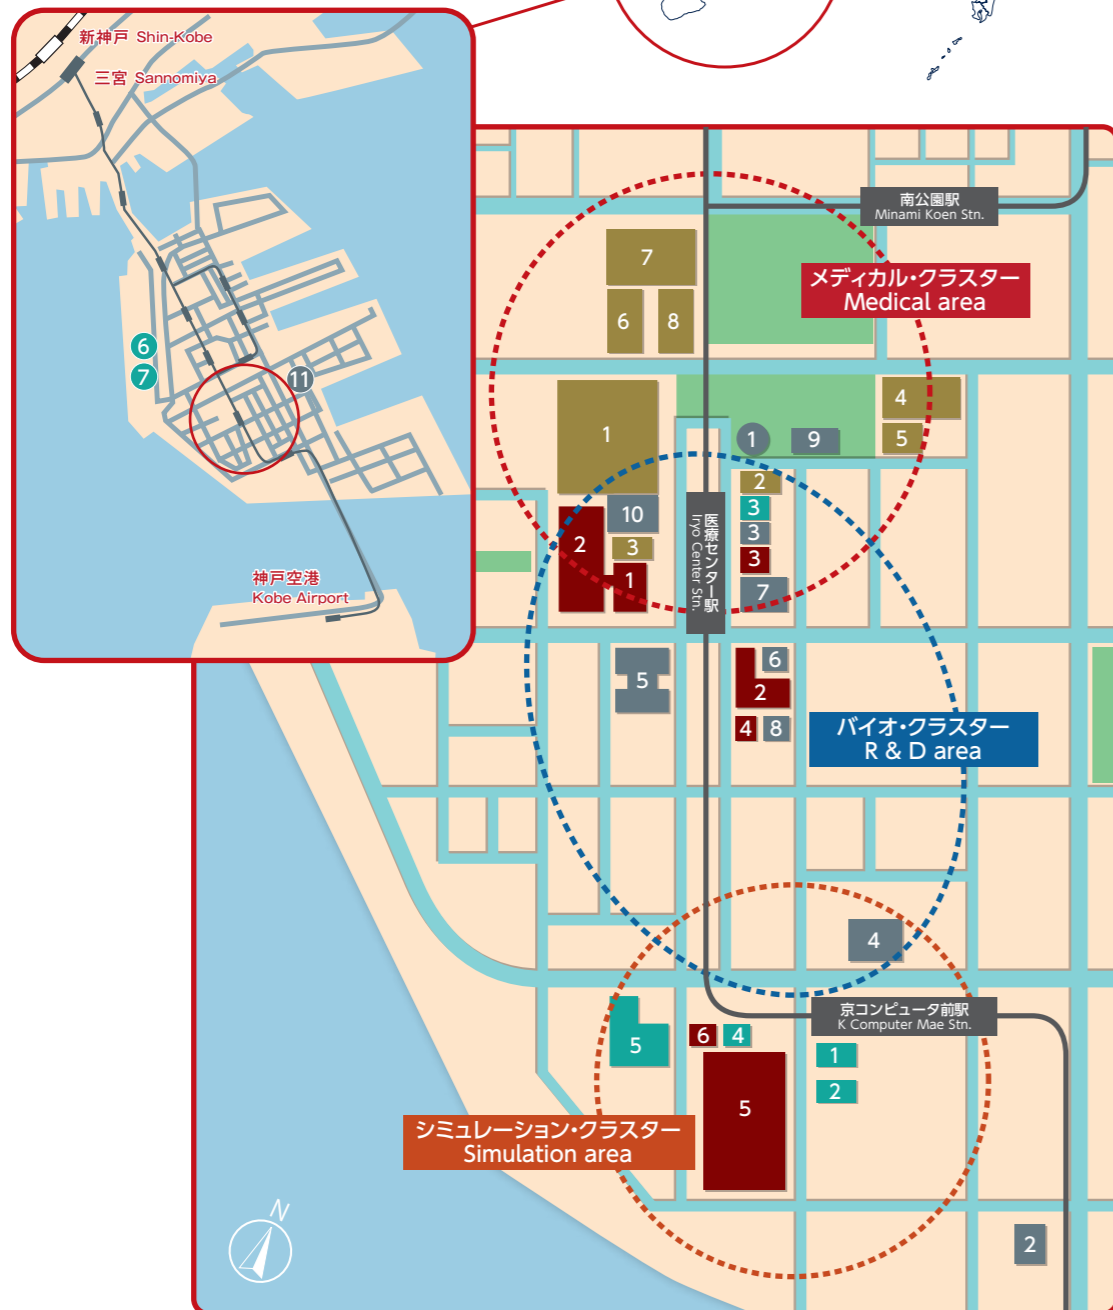 新神戸 Shin-Kobe
三宮 Sannomiya
6
7
11
神戸空港
Kobe Airport
南公園駅
Minami Koen Stn.
メディカル・クラスター
Medical area
7
6
8
1
4
5
1
9
2
3
3
3
7
10
2
3
1
医療センター駅
Iryo Center Stn.
5
6
2
4
8
バイオ・クラスター
R & D area
4
京コンピュータ前駅
K Computer Mae Stn.
5
6
4
1
2
5
シミュレーション・クラスター
Simulation area
2
N